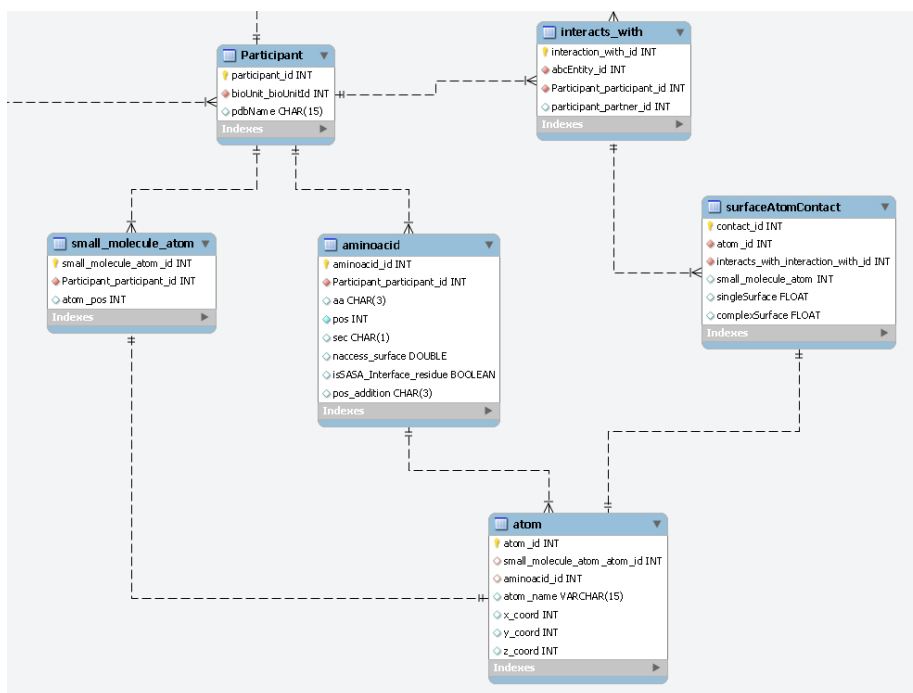 Participant
participant_id INT
bioUnit_bioUnitId INT
pdbName CHAR(15)
Indexes
interacts_with
interaction_with_id INT
abcEntity_id INT
Participant_participant_id INT
participant_partner_id INT
Indexes
small_molecule_atom
small_molecule_atom_id INT
Participant_participant_id INT
atom_pos INT
Indexes
aminoacid
aminoacid_id INT
Participant_participant_id INT
aa CHAR(3)
pos INT
sec CHAR(1)
naccess_surface DOUBLE
isSASA_Interface_residue BOOLEAN
pos_addition CHAR(3)
Indexes
surfaceAtomContact
contact_id INT
atom_id INT
interacts_with_interaction_with_id INT
small_molecule_atom INT
singleSurface FLOAT
complexSurface FLOAT
Indexes
atom
atom_id INT
small_molecule_atom_atom_id INT
aminoacid_id INT
atom_name VARCHAR(15)
x_coord INT
y_coord INT
z_coord INT
Indexes